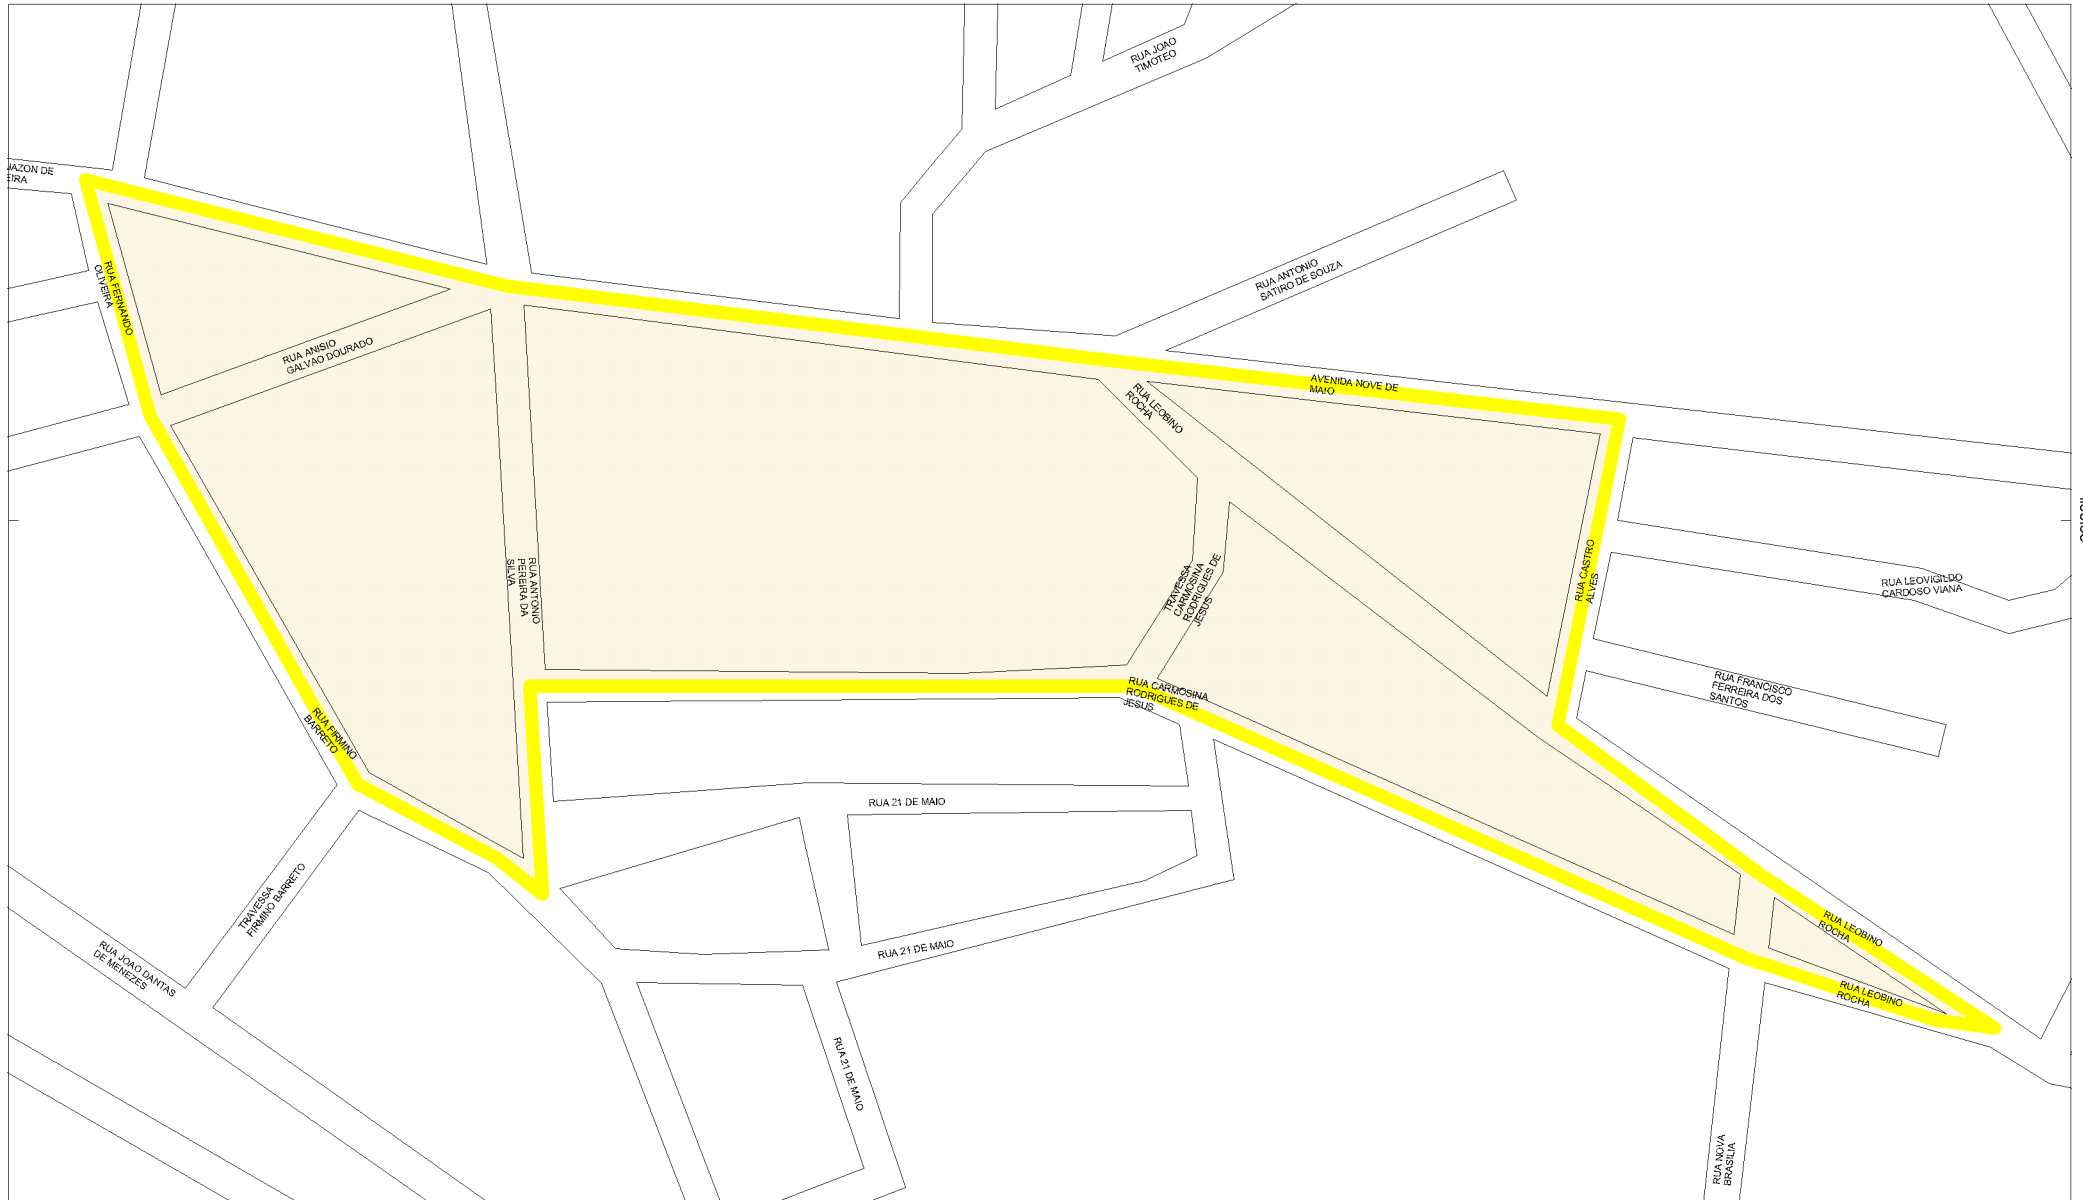 RUA JOAO
TIMOTEO
AZON DE
EIRA
RUA FERNANDO
OLIVEIRA
RUA ANISIO
GALVAO DOURADO
RUA ANTONIO
SATIRO DE SOUZA
AVENIDA NOVE DE
MAIO
RUA LEOBINO
ROCHA
RUA ANTONIO
PEREIRA DA
SILVA
TRAVESSA
CARMOSINA
RODRIGUES DE
JESUS
RUA CASTRO
ALVES
RUA LEOVIGILDO
CARDOSO VIANA
RUA FRANCISCO
FERREIRA DOS
SANTOS
RUA CARMOSINA
RODRIGUES DE
JESUS
RUA FIRMINO
BARRETO
RUA 21 DE MAIO
TRAVESSA
FIRMINO BARRETO
RUA JOAO DANTAS
DE MENEZES
RUA 21 DE MAIO
RUA LEOBINO
ROCHA
RUA LEOBINO
ROCHA
RUA 21 DE MAIO
RUA NOVA
BRASILIA